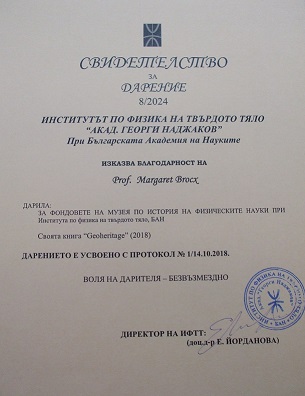 СВИДЕТЕЛСТВО
ЗА
ДАРЕНИЕ
8/2024
ИНСТИТУТЪТ ПО ФИЗИКА НА ТВЪРДОТО ТЯЛО
“АКАД. ГЕОРГИ НАДЖАКОВ”
При Българската Академия на Науките
ИЗКАЗВА БЛАГОДАРНОСТ НА
Prof. Margaret Brocx
ДАРИЛА:
ЗА ФОНДОВЕТЕ НА МУЗЕЯ ПО ИСТОРИЯ НА ФИЗИЧЕСКИТЕ НАУКИ ПРИ
Института по физика на твърдото тяло, БАН
Своята книга “Geoheritage” (2018)
ДАРЕНИЕТО Е УСВОЕНО С ПРОТОКОЛ № 1/14.10.2018.
ВОЛЯ НА ДАРИТЕЛЯ – БЕЗВЪЗМЕЗДНО
ДИРЕКТОР НА ИФТТ:
(доц.д-р Е. ЙОРДАНОВА)